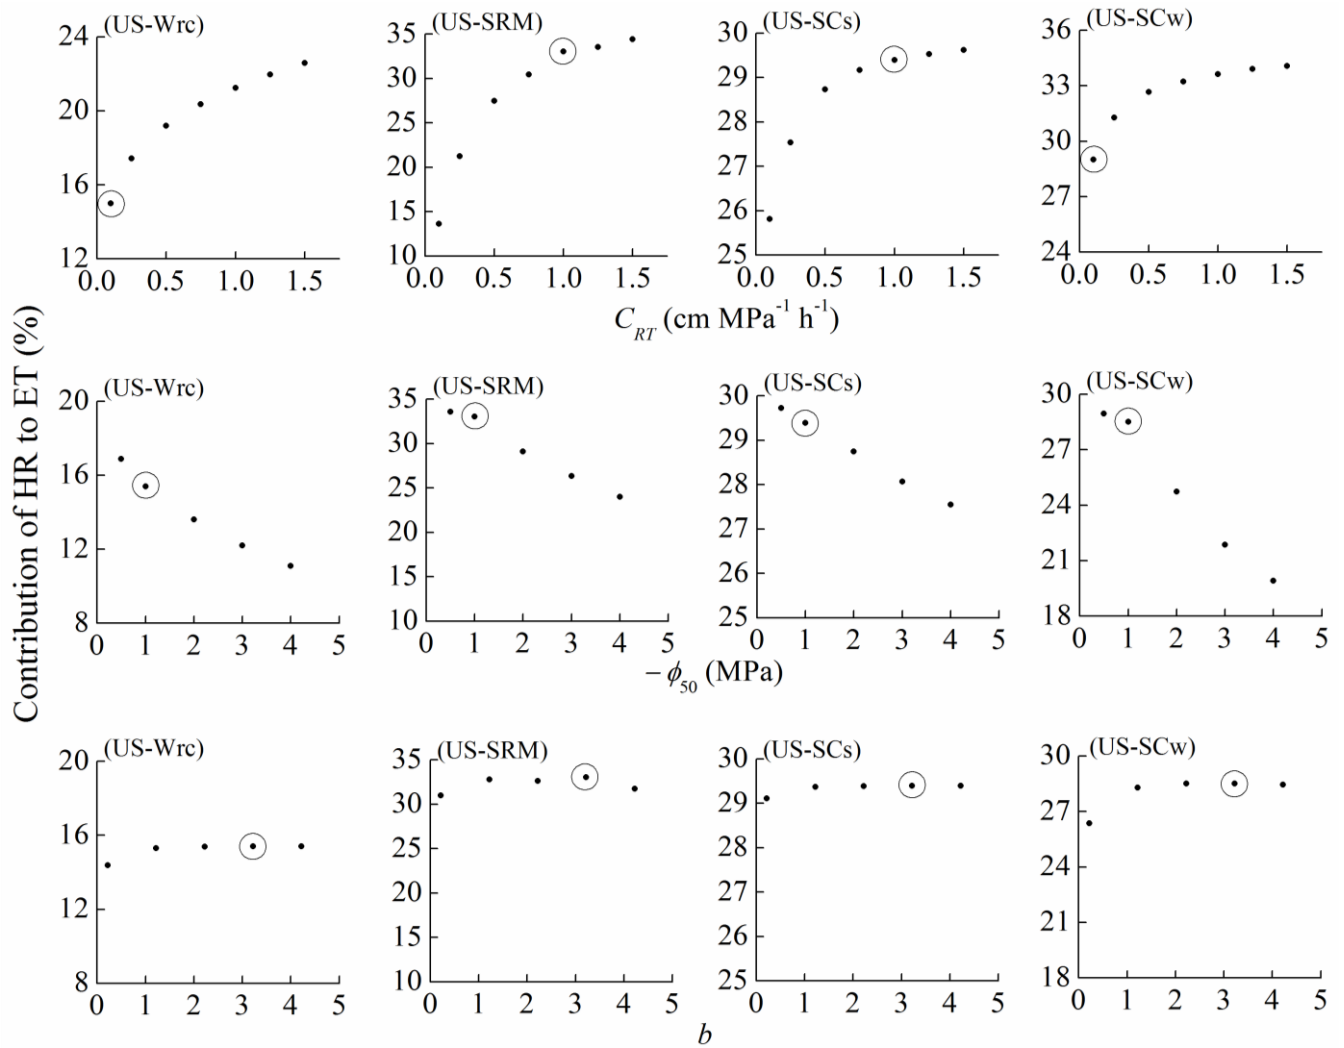 Contribution of HR to ET (%)
(US-Wrc) (US-SRM) (US-SCs) (US-SCw)
24 35 30 36
20 30 29 33
16 25 28 30
12 20 27 27
15 26 24
10 25
0.0 0.5 1.0 1.5 0.0 0.5 1.0 1.5 0.0 0.5 1.0 1.5 0.0 0.5 1.0 1.5
C_RT (cm MPa⁻¹ h⁻¹)
(US-Wrc) (US-SRM) (US-SCs) (US-SCw)
20 35 30 30
16 30 29 27
12 25 28 24
8 20 27 21
15 26 18
10 25
0 1 2 3 4 5 0 1 2 3 4 5 0 1 2 3 4 5 0 1 2 3 4 5
−ϕ₅₀ (MPa)
(US-Wrc) (US-SRM) (US-SCs) (US-SCw)
20 35 30 30
16 30 29 27
12 25 28 24
8 20 27 21
15 26 18
10 25
0 1 2 3 4 5 0 1 2 3 4 5 0 1 2 3 4 5 0 1 2 3 4 5
b